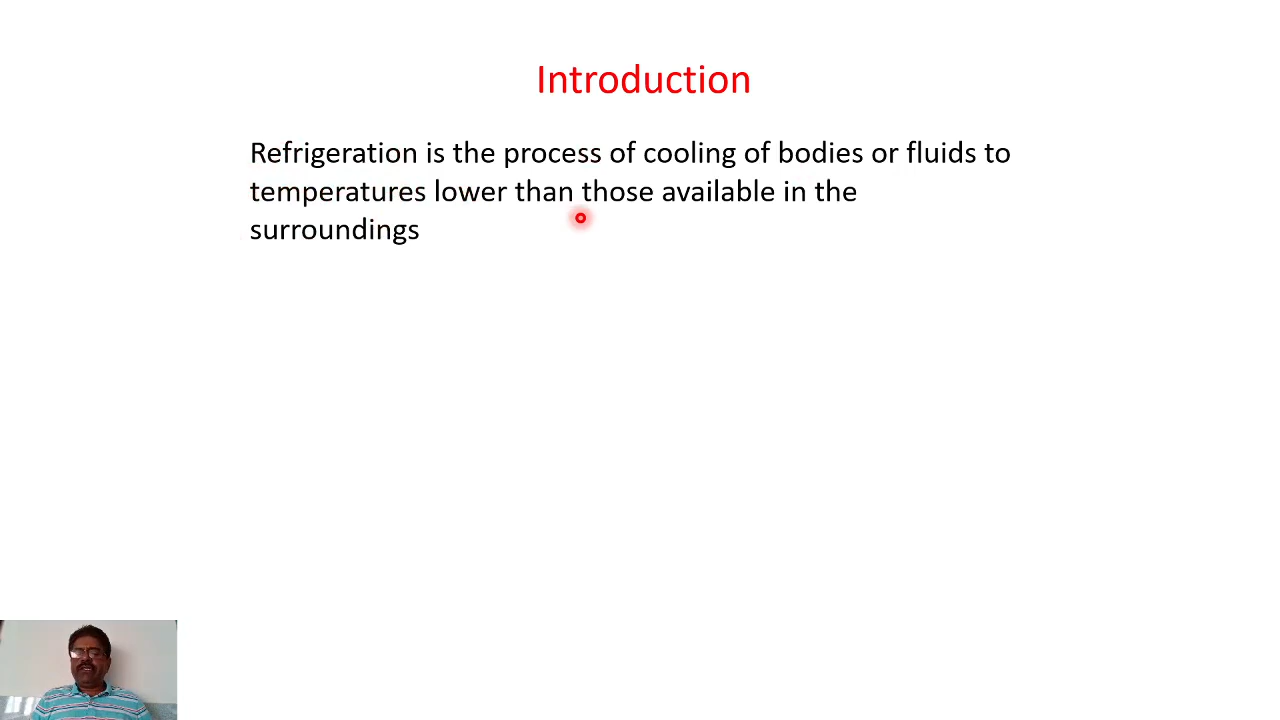 Introduction
Refrigeration is the process of cooling of bodies or fluids to
temperatures lower than those available in the
surroundings